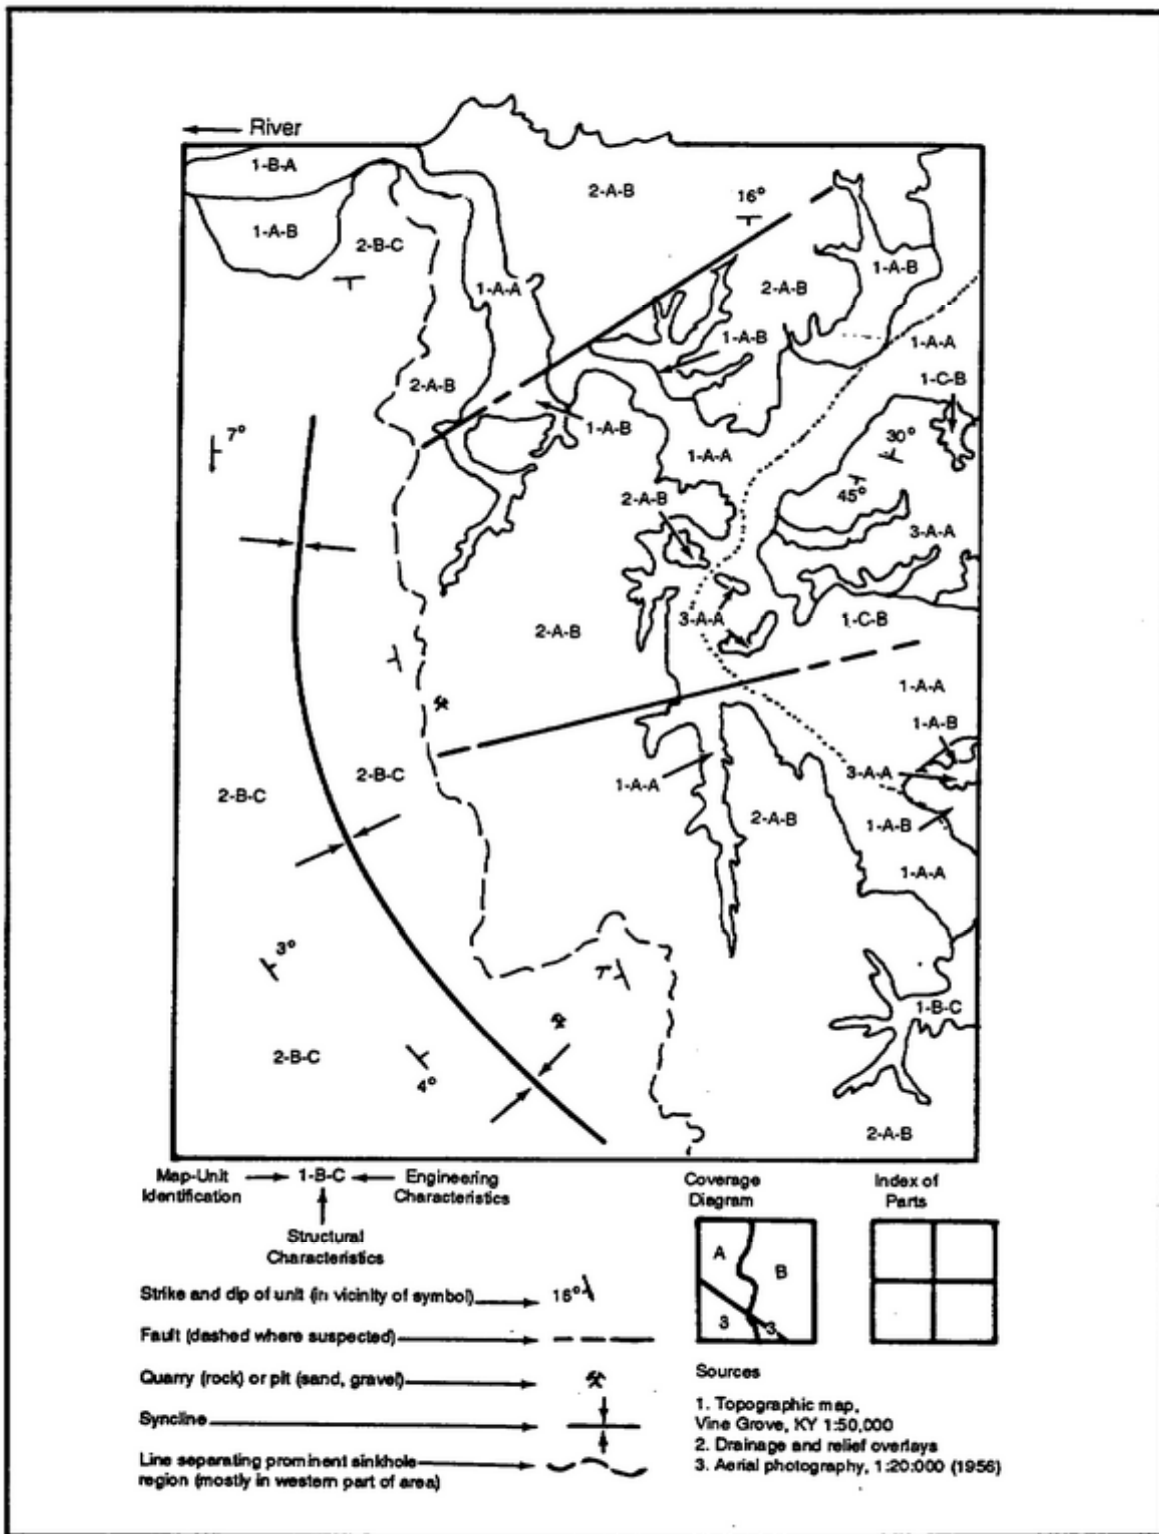 River
1-B-A
2-A-B
16°
1-A-B
2-B-C
1-A-B
1-A-A
2-A-B
1-A-B
1-A-A
1-C-B
2-A-B
1-A-B
7°
30°
1-A-A
45°
2-A-B
3-A-A
3-A-A
1-C-B
2-A-B
1-A-A
1-A-B
2-B-C
3-A-A
1-A-A
2-B-C
2-A-B
1-A-B
1-A-A
3°
1-B-C
2-B-C
4°
2-A-B
Map-Unit
Identification
1-B-C
Engineering
Characteristics
Structural
Characteristics
Coverage
Diagram
A
B
3
3
Index of
Parts
Strike and dip of unit (in vicinity of symbol)
16°
Fault (dashed where suspected)
Quarry (rock) or pit (sand, gravel)
Syncline
Line separating prominent sinkhole
region (mostly in western part of area)
Sources
1. Topographic map,
Vine Grove, KY 1:50,000
2. Drainage and relief overlays
3. Aerial photography, 1:20:000 (1956)